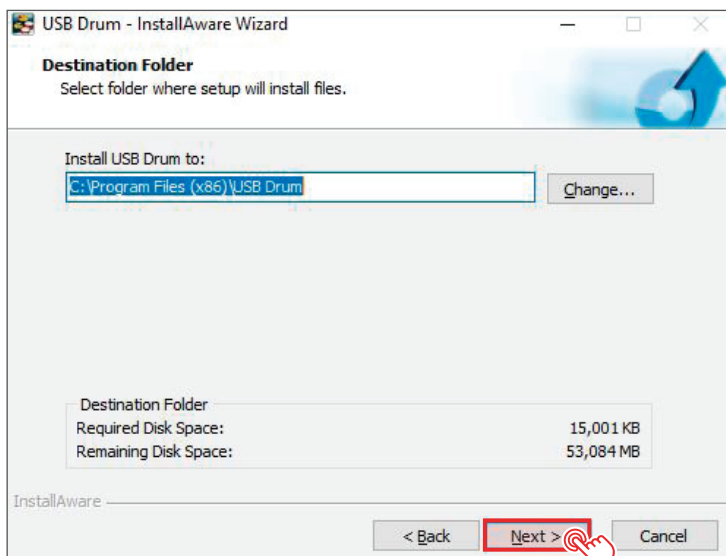 USB Drum - InstallAware Wizard
Destination Folder
Select folder where setup will install files.
Install USB Drum to:
C:\Program Files (x86)\USB Drum
Change...
Destination Folder
Required Disk Space: 15,001 KB
Remaining Disk Space: 53,084 MB
InstallAware
< Back Next > Cancel